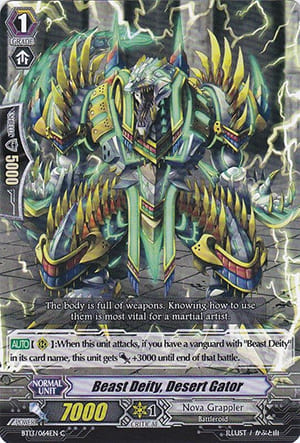 1
GRADE
SHIELD
5000
The body is full of weapons. Knowing how to use
them is most vital for a martial artist.
AUTO :When this unit attacks, if you have a vanguard with "Beast Deity"
in its card name, this unit gets +3000 until end of that battle.
NORMAL
UNIT
Beast Deity, Desert Gator
POWER
7000
1
CRITICAL
Nova Grappler
Battleroid
BT13/064EN C
ILLUST / かぶと山